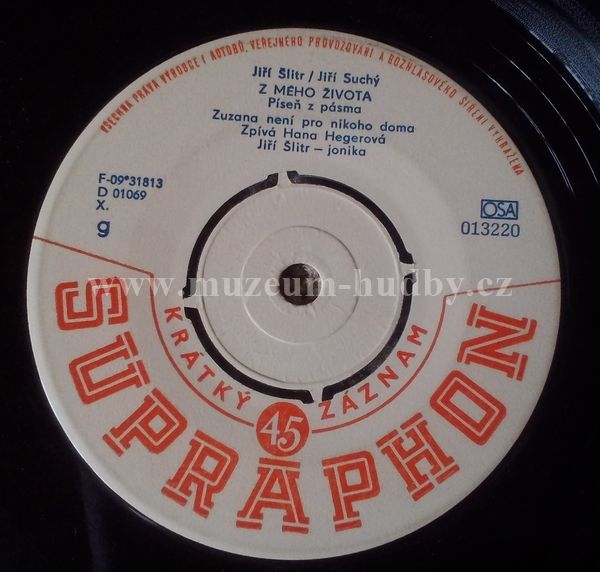 VŠECHNA PRÁVA VÝROBCE I AUTORŮ, VEŘEJNÉHO PROVOZOVÁNÍ A ROZHLASOVÉHO ŠÍŘENÍ VYHRAZENA
Jiří Šlitr / Jiří Suchý
Z MÉHO ŽIVOTA
Píseň z pásma
Zuzana není pro nikoho doma
Zpívá Hana Hegerová
Jiří Šlitr – jonika
F-09*31813
D 01069
X.
g
OSA
013220
www.muzeum-hudby.cz
KRÁTKÝ 45 ZÁZNAM
SUPRAPHON